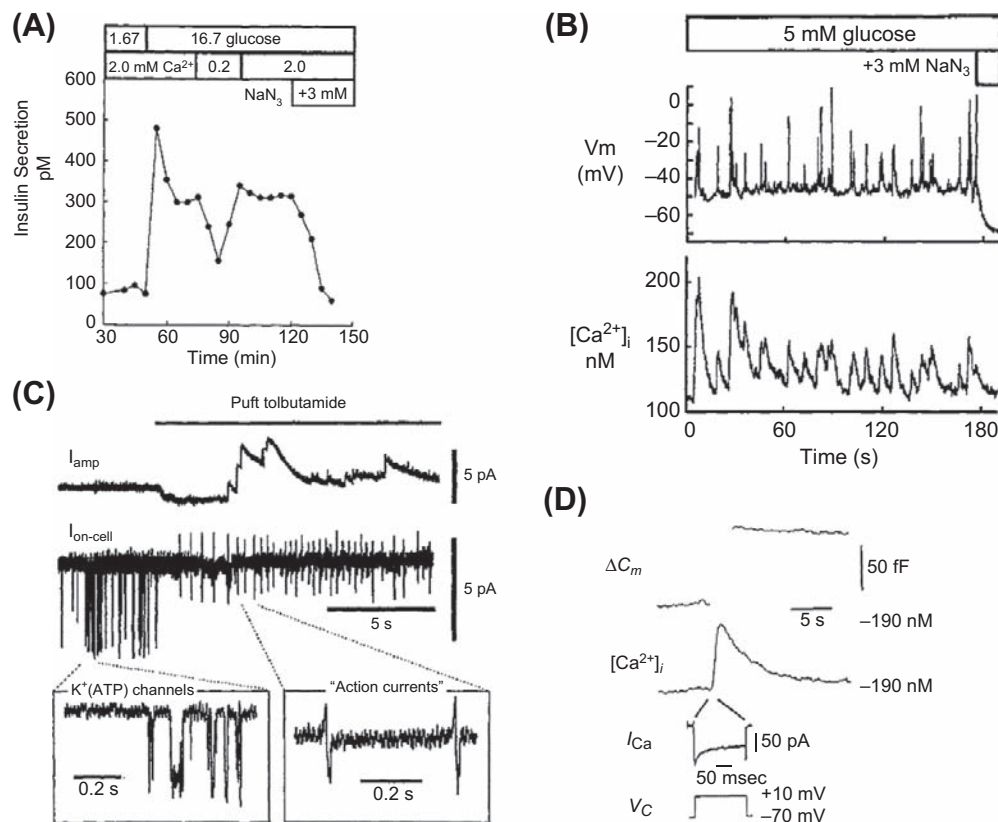 (A)
1.67 16.7 glucose
2.0 mM Ca²⁺ 0.2 2.0
NaN₃ +3 mM
600
500
400
300
200
100
0
Insulin Secretion
pM
30 60 90 120 150
Time (min)
(B)
5 mM glucose
+3 mM NaN₃
0
−20
−40
−60
Vm
(mV)
200
150
100
[Ca²⁺]i
nM
0 60 120 180
Time (s)
(C)
Puft tolbutamide
Iamp
5 pA
Ion-cell
5 pA
5 s
K⁺(ATP) channels
0.2 s
"Action currents"
0.2 s
(D)
ΔCm
50 fF
5 s
−190 nM
[Ca²⁺]i
−190 nM
ICa
50 pA
50 msec
VC
+10 mV
−70 mV